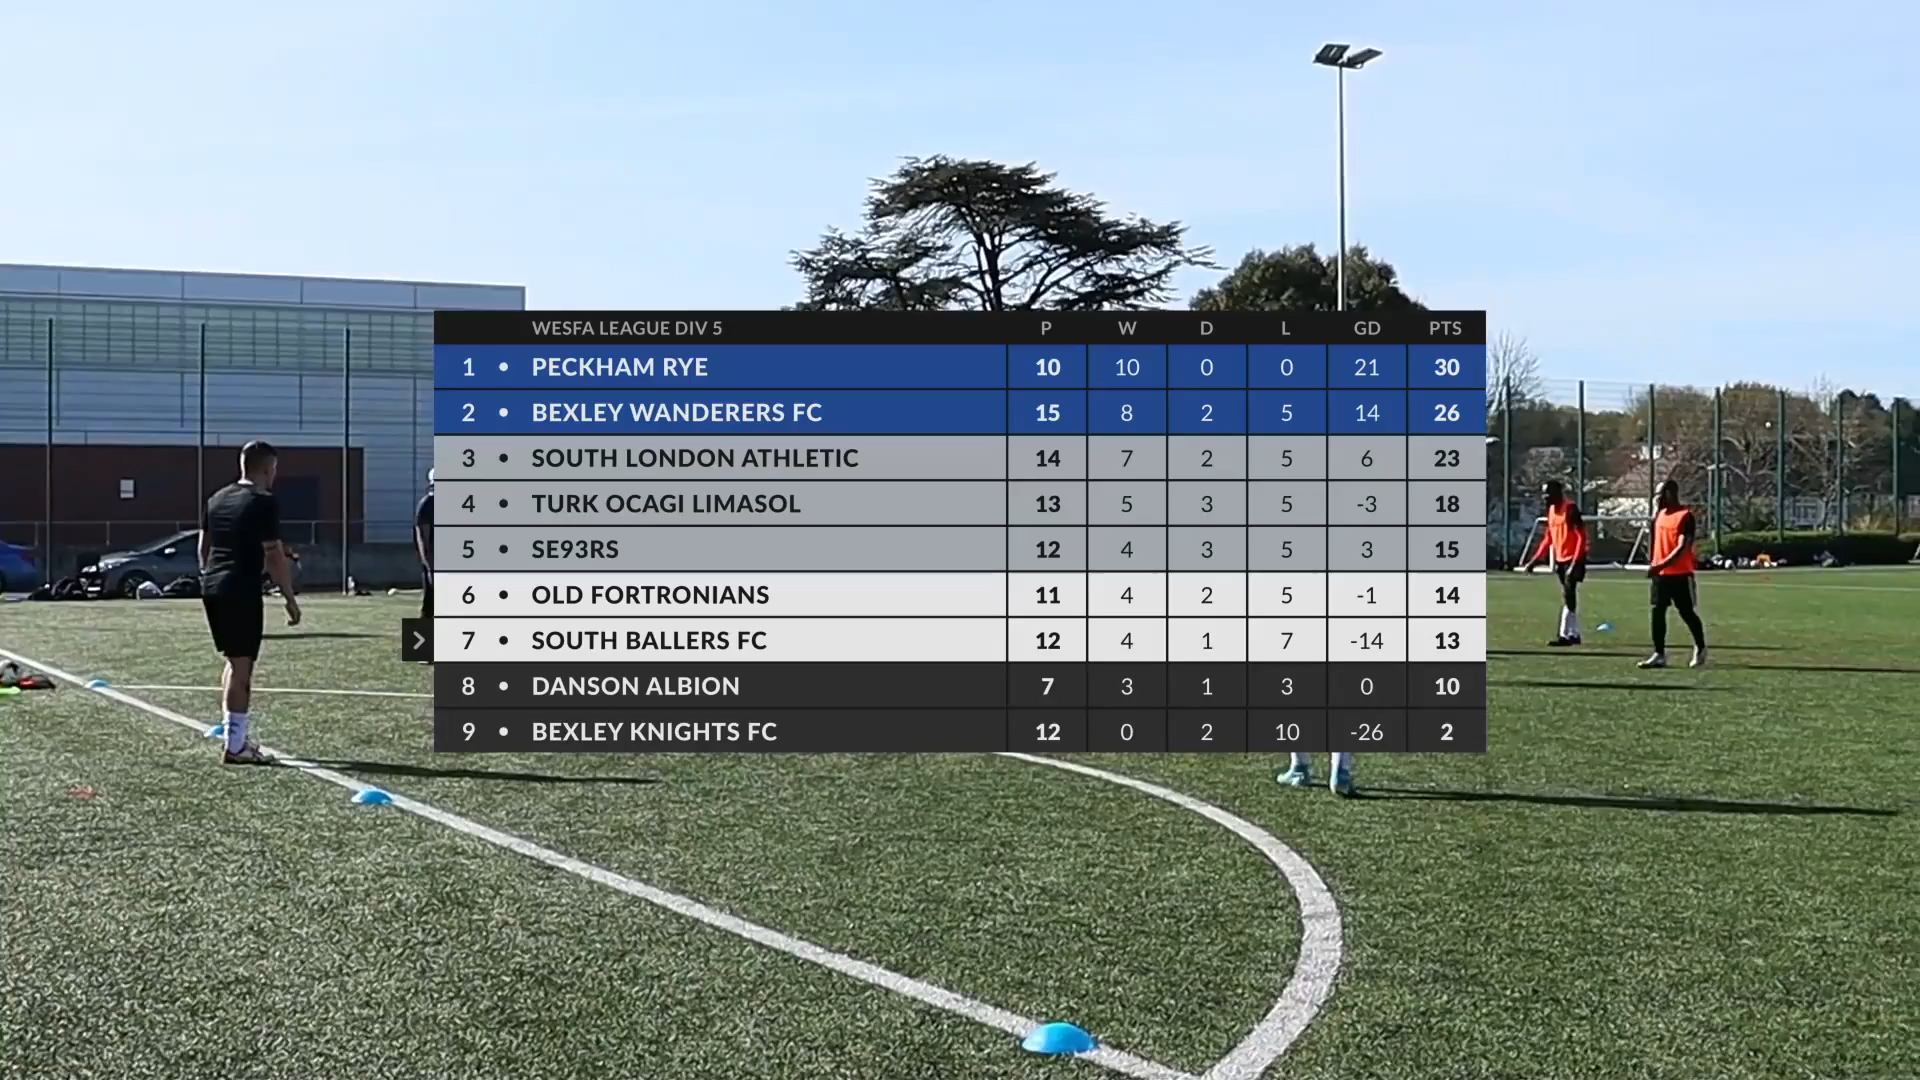 WESFA LEAGUE DIV 5 P W D L GD PTS
1 • PECKHAM RYE 10 10 0 0 21 30
2 • BEXLEY WANDERERS FC 15 8 2 5 14 26
3 • SOUTH LONDON ATHLETIC 14 7 2 5 6 23
4 • TURK OCAGI LIMASOL 13 5 3 5 -3 18
5 • SE93RS 12 4 3 5 3 15
6 • OLD FORTRONIANS 11 4 2 5 -1 14
7 • SOUTH BALLERS FC 12 4 1 7 -14 13
8 • DANSON ALBION 7 3 1 3 0 10
9 • BEXLEY KNIGHTS FC 12 0 2 10 -26 2